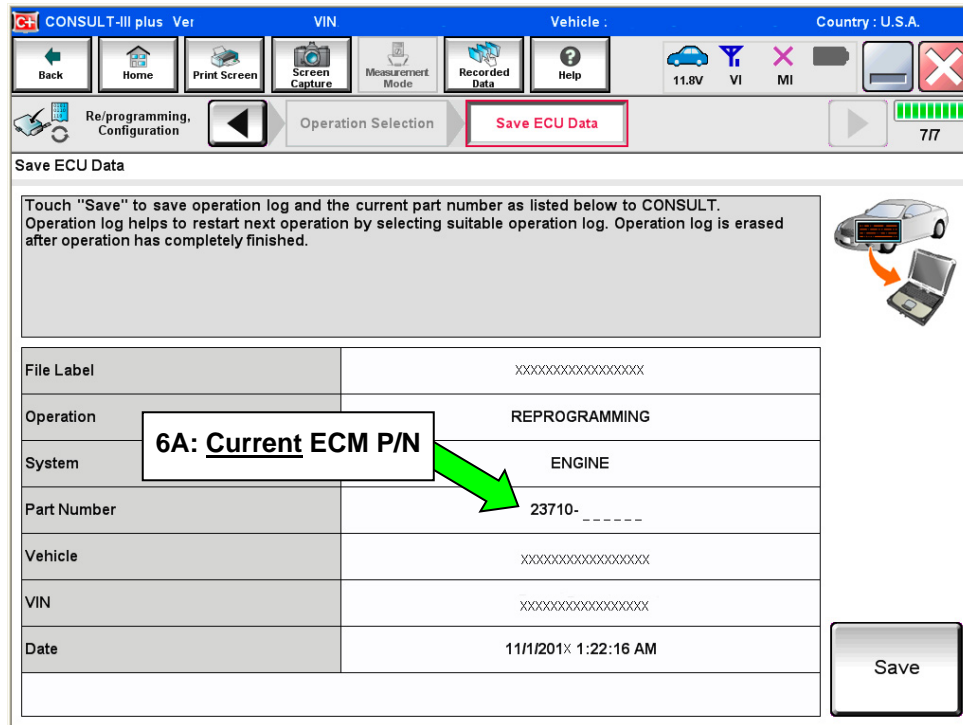 C+ CONSULT-III plus Ver VIN. Vehicle : Country : U.S.A.
Back Home Print Screen Screen Capture Measurement Mode Recorded Data Help 11.8V VI MI
Re/programming, Configuration Operation Selection Save ECU Data 7/7
Save ECU Data
Touch "Save" to save operation log and the current part number as listed below to CONSULT.
Operation log helps to restart next operation by selecting suitable operation log. Operation log is erased
after operation has completely finished.
File Label XXXXXXXXXXXXXXXXX
Operation REPROGRAMMING
6A: Current ECM P/N
System ENGINE
Part Number 23710-_ _ _ _ _ _
Vehicle XXXXXXXXXXXXXXXXX
VIN XXXXXXXXXXXXXXXXX
Date 11/1/201X 1:22:16 AM
Save